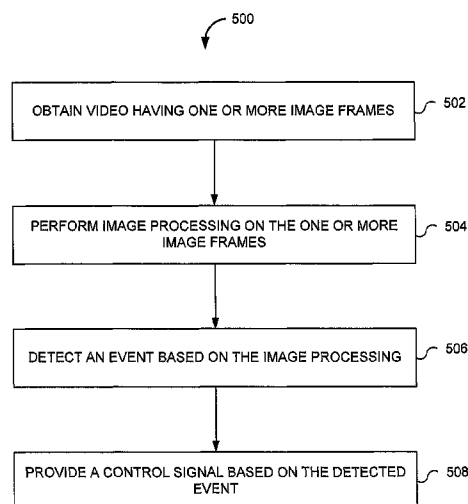 500
OBTAIN VIDEO HAVING ONE OR MORE IMAGE FRAMES
502
PERFORM IMAGE PROCESSING ON THE ONE OR MORE
IMAGE FRAMES
504
DETECT AN EVENT BASED ON THE IMAGE PROCESSING
506
PROVIDE A CONTROL SIGNAL BASED ON THE DETECTED
EVENT
508